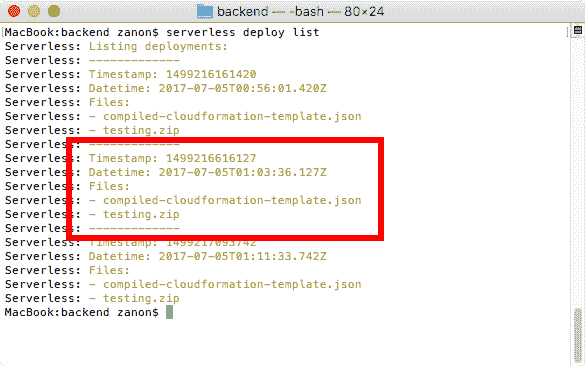 backend — -bash — 80×24
[MacBook:backend zanon$ serverless deploy list ]
Serverless: Listing deployments:
Serverless: -------------
Serverless: Timestamp: 1499216161420
Serverless: Datetime: 2017-07-05T00:56:01.420Z
Serverless: Files:
Serverless: - compiled-cloudformation-template.json
Serverless: - testing.zip
Serverless: -------------
Serverless: Timestamp: 1499216616127
Serverless: Datetime: 2017-07-05T01:03:36.127Z
Serverless: Files:
Serverless: - compiled-cloudformation-template.json
Serverless: - testing.zip
Serverless: -------------
Serverless: Timestamp: 1499217093742
Serverless: Datetime: 2017-07-05T01:11:33.742Z
Serverless: Files:
Serverless: - compiled-cloudformation-template.json
Serverless: - testing.zip
MacBook:backend zanon$